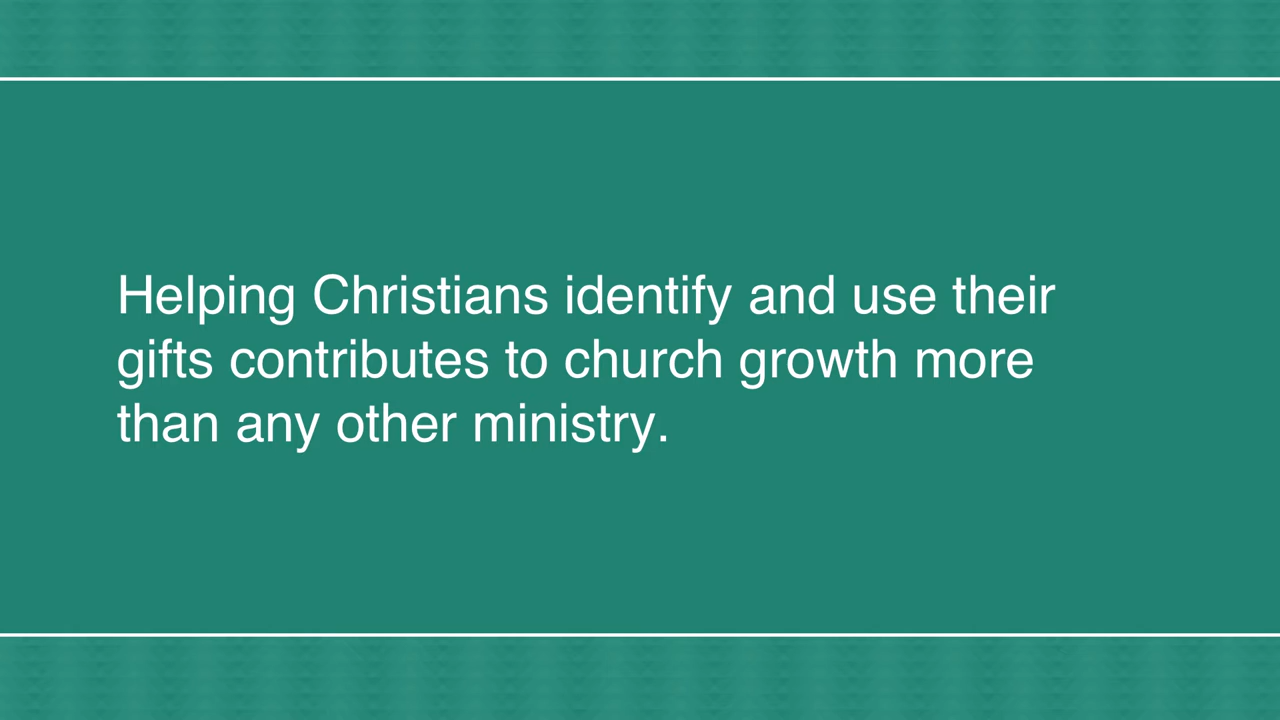 Helping Christians identify and use their
gifts contributes to church growth more
than any other ministry.